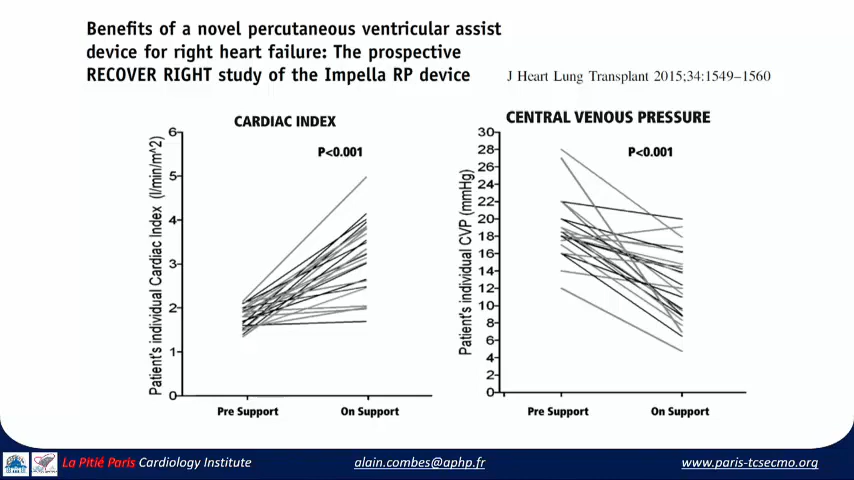 Benefits of a novel percutaneous ventricular assist
device for right heart failure: The prospective
RECOVER RIGHT study of the Impella RP device
J Heart Lung Transplant 2015;34:1549–1560
CARDIAC INDEX
P<0.001
Patient's individual Cardiac Index (l/min/m^2)
6
5
4
3
2
1
0
Pre Support
On Support
CENTRAL VENOUS PRESSURE
P<0.001
Patient's individual CVP (mmHg)
30
28
26
24
22
20
18
16
14
12
10
8
6
4
2
0
Pre Support
On Support
La Pitié Paris Cardiology Institute
alain.combes@aphp.fr
www.paris-tcsecmo.org